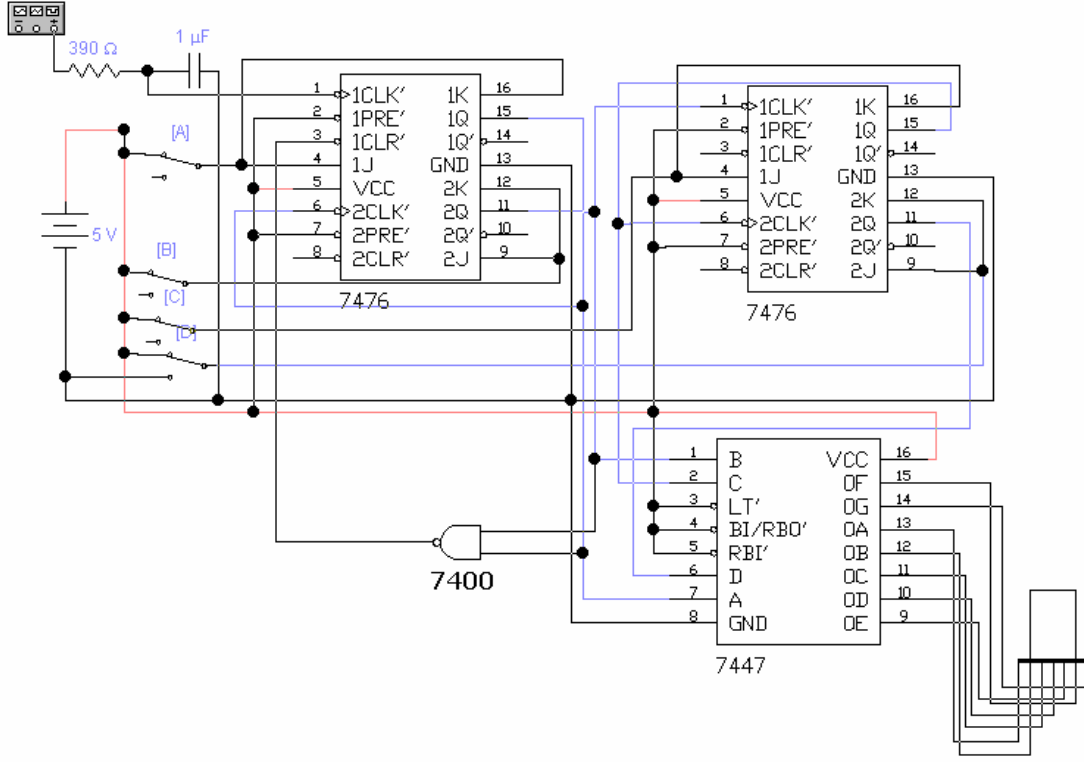 390 Ω
1 µF
[A]
5 V
[B]
[C]
[D]
1 1CLK' 1K 16
2 1PRE' 1Q 15
3 1CLR' 1Q' 14
4 1J GND 13
5 VCC 2K 12
6 2CLK' 2Q 11
7 2PRE' 2Q' 10
8 2CLR' 2J 9
7476
1 1CLK' 1K 16
2 1PRE' 1Q 15
3 1CLR' 1Q' 14
4 1J GND 13
5 VCC 2K 12
6 2CLK' 2Q 11
7 2PRE' 2Q' 10
8 2CLR' 2J 9
7476
7400
1 B VCC 16
2 C OF 15
3 LT' OG 14
4 BI/RBO' OA 13
5 RBI' OB 12
6 D OC 11
7 A OD 10
8 GND OE 9
7447